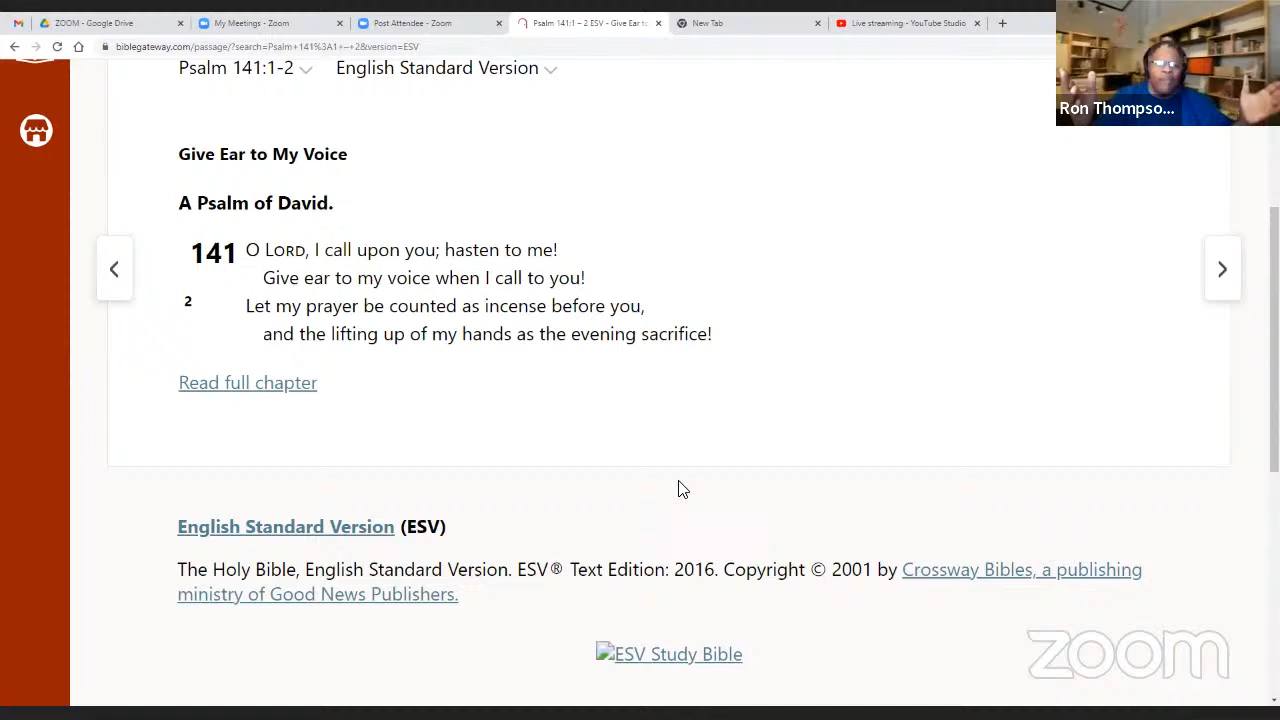 ZOOM - Google Drive
My Meetings - Zoom
Post Attendee - Zoom
Psalm 141:1 – 2 ESV - Give Ear to
New Tab
Live streaming - YouTube Studio
biblegateway.com/passage/?search=Psalm+141%3A1+–+2&version=ESV
Psalm 141:1-2 English Standard Version
Ron Thompso...
Give Ear to My Voice
A Psalm of David.
141 O LORD, I call upon you; hasten to me!
Give ear to my voice when I call to you!
2 Let my prayer be counted as incense before you,
and the lifting up of my hands as the evening sacrifice!
Read full chapter
English Standard Version (ESV)
The Holy Bible, English Standard Version. ESV® Text Edition: 2016. Copyright © 2001 by Crossway Bibles, a publishing
ministry of Good News Publishers.
ESV Study Bible
zoom